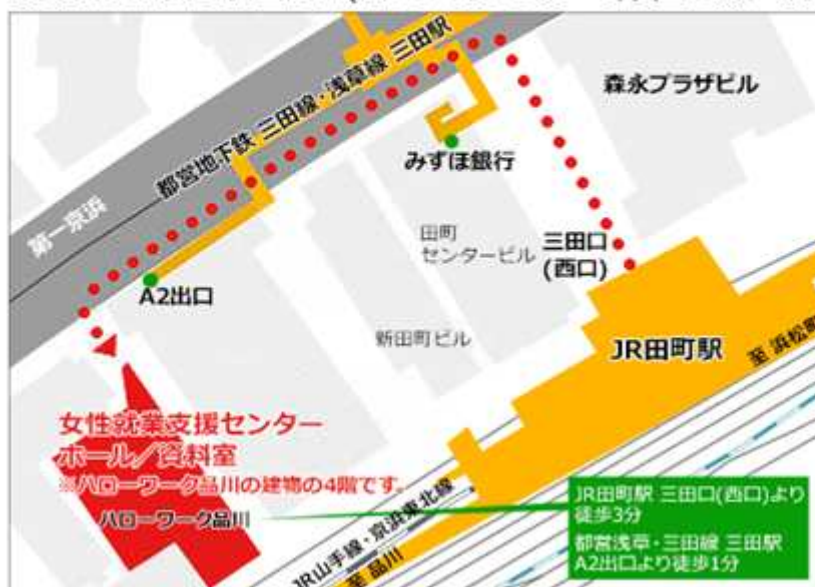 森永プラザビル
都営地下鉄 三田線・浅草線 三田駅
みずほ銀行
第一京浜
田町
センタービル
三田口
(西口)
A2出口
新田町ビル
JR田町駅
至 浜松町
女性就業支援センター
ホール/資料室
※ハローワーク品川の建物の4階です。
ハローワーク品川
JR山手線・京浜東北線
至 品川
JR田町駅 三田口(西口)より
徒歩3分
都営浅草・三田線 三田駅
A2出口より徒歩1分